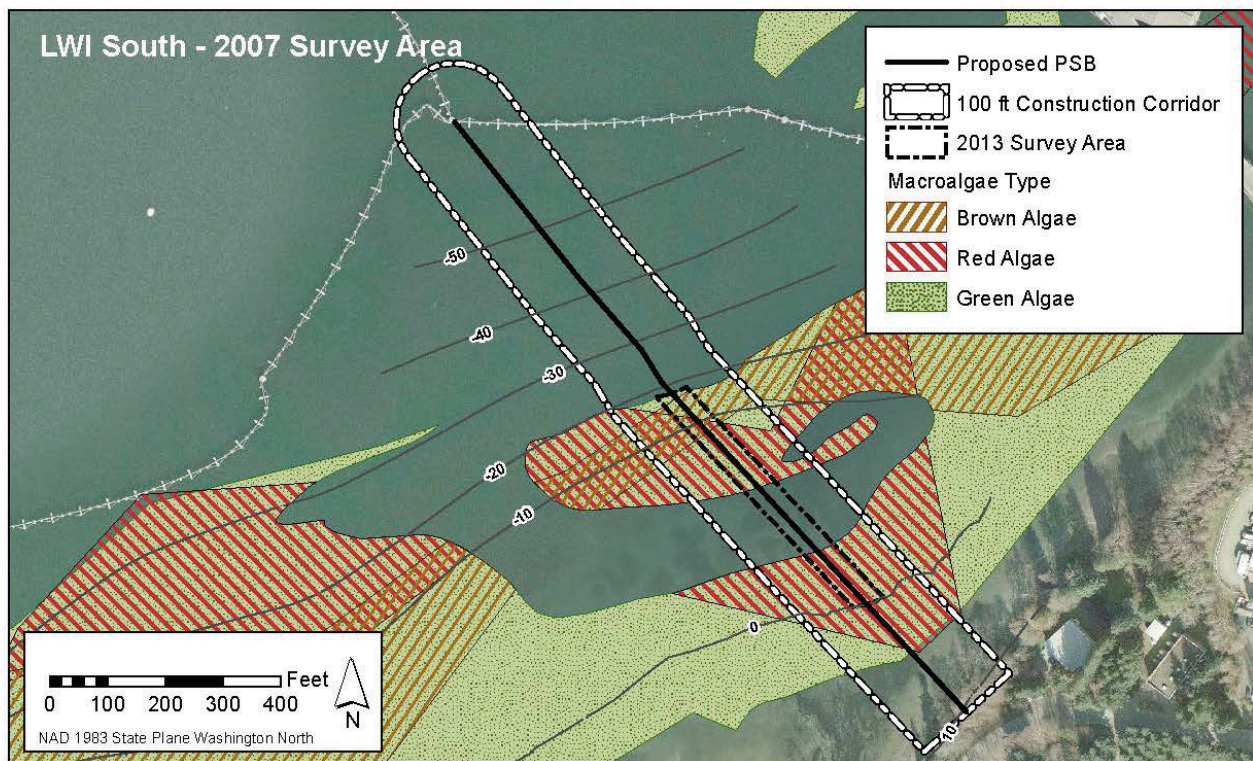 LWI South - 2007 Survey Area
Proposed PSB
100 ft Construction Corridor
2013 Survey Area
Macroalgae Type
Brown Algae
Red Algae
Green Algae
-50
-40
-30
-20
-10
0
10
Feet
0 100 200 300 400
N
NAD 1983 State Plane Washington North